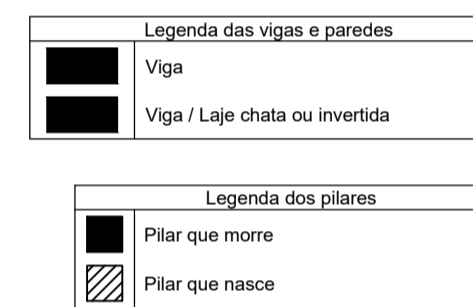 Legenda das vigas e paredes
Viga
Viga / Laje chata ou invertida
Legenda dos pilares
Pilar que morre
Pilar que nasce